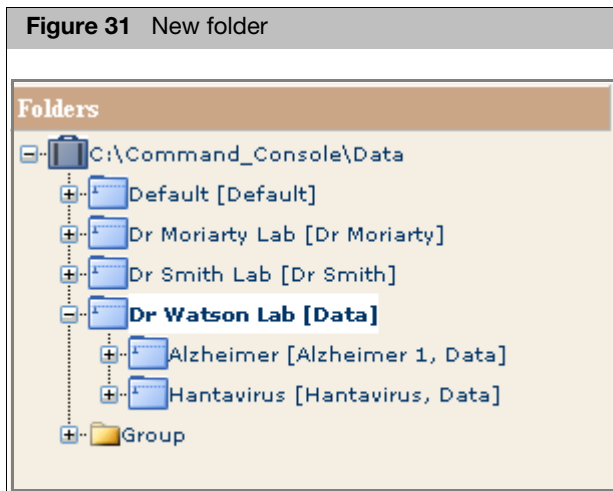 Figure 31 New folder
Folders
C:\Command_Console\Data
Default [Default]
Dr Moriarty Lab [Dr Moriarty]
Dr Smith Lab [Dr Smith]
Dr Watson Lab [Data]
Alzheimer [Alzheimer 1, Data]
Hantavirus [Hantavirus, Data]
Group